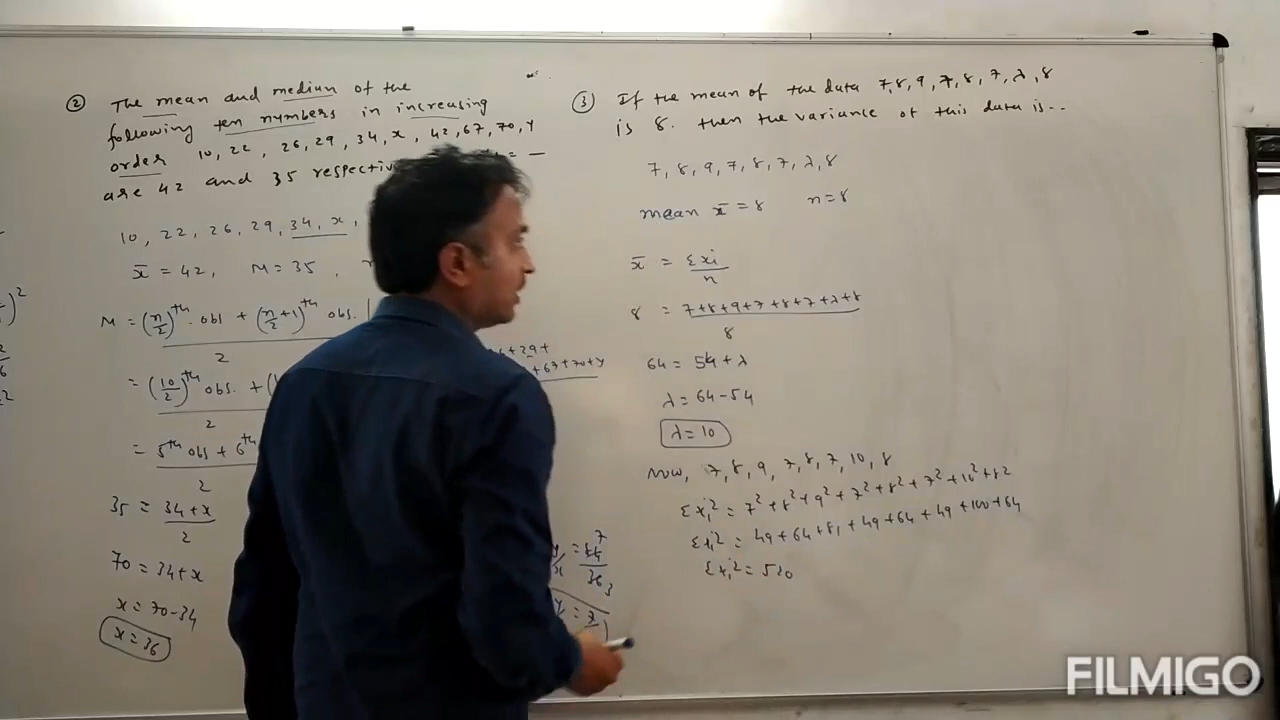 ② The mean and median of the
following ten numbers in increasing
order 10, 22, 26, 29, 34, x, 42, 67, 70, y
are 42 and 35 = —
10, 22, 26, 29, 34, x,
x̄ = 42, M = 35,
M = (n/2)th obs + (n/2 + 1)th obs.
2
= (10/2)th obs. +
2
= 5th obs + 6th
2
35 = (34+x)/2
70 = 34+x
x = 70-34
x = 36
+29+
+67+70+y
③ If the mean of the data 7,8,9,7,8,7,λ,8
is 8. then the variance of this data is..
7, 8, 9, 7, 8, 7, λ, 8
mean x̄ = 8 n=8
x̄ = Σxi/n
8 = (7+8+9+7+8+7+λ+8)/8
64 = 54+λ
λ = 64-54
λ = 10
Now, 7, 8, 9, 7, 8, 7, 10, 8
Σxi² = 7²+8²+9²+7²+8²+7²+10²+8²
Σxi² = 49+64+81+49+64+49+100+64
Σxi² = 520
FILMIGO